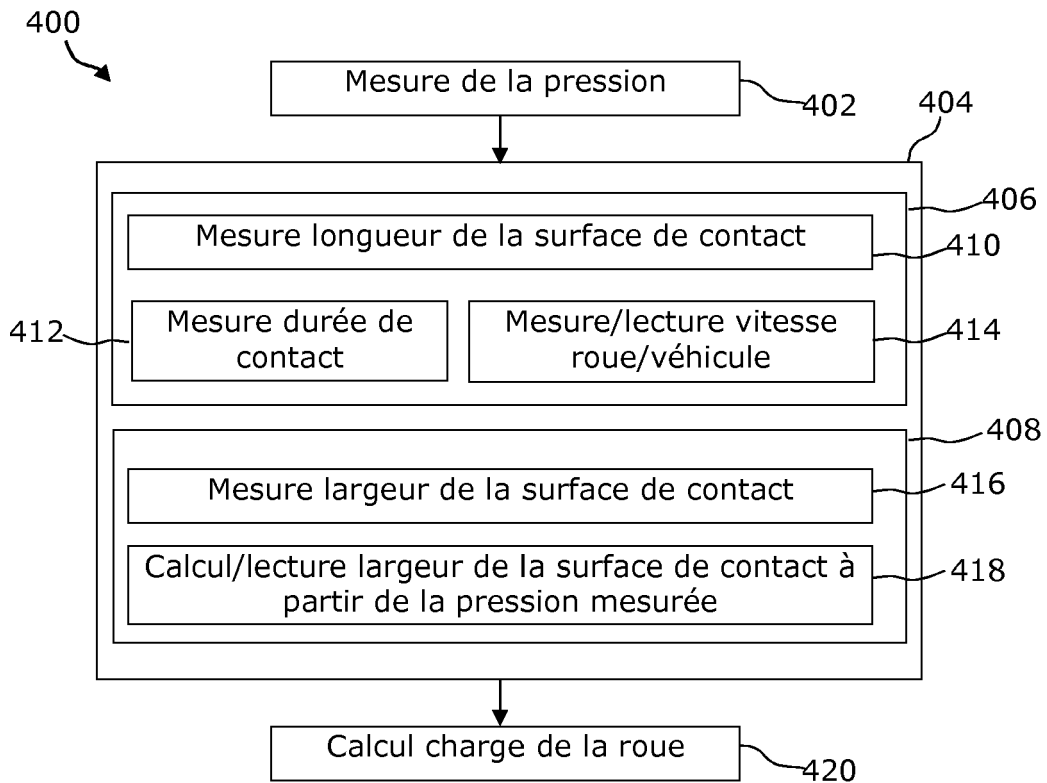 400
Mesure de la pression
402
404
406
Mesure longueur de la surface de contact
410
412
Mesure durée de
contact
Mesure/lecture vitesse
roue/véhicule
414
408
Mesure largeur de la surface de contact
416
Calcul/lecture largeur de la surface de contact à
partir de la pression mesurée
418
Calcul charge de la roue
420